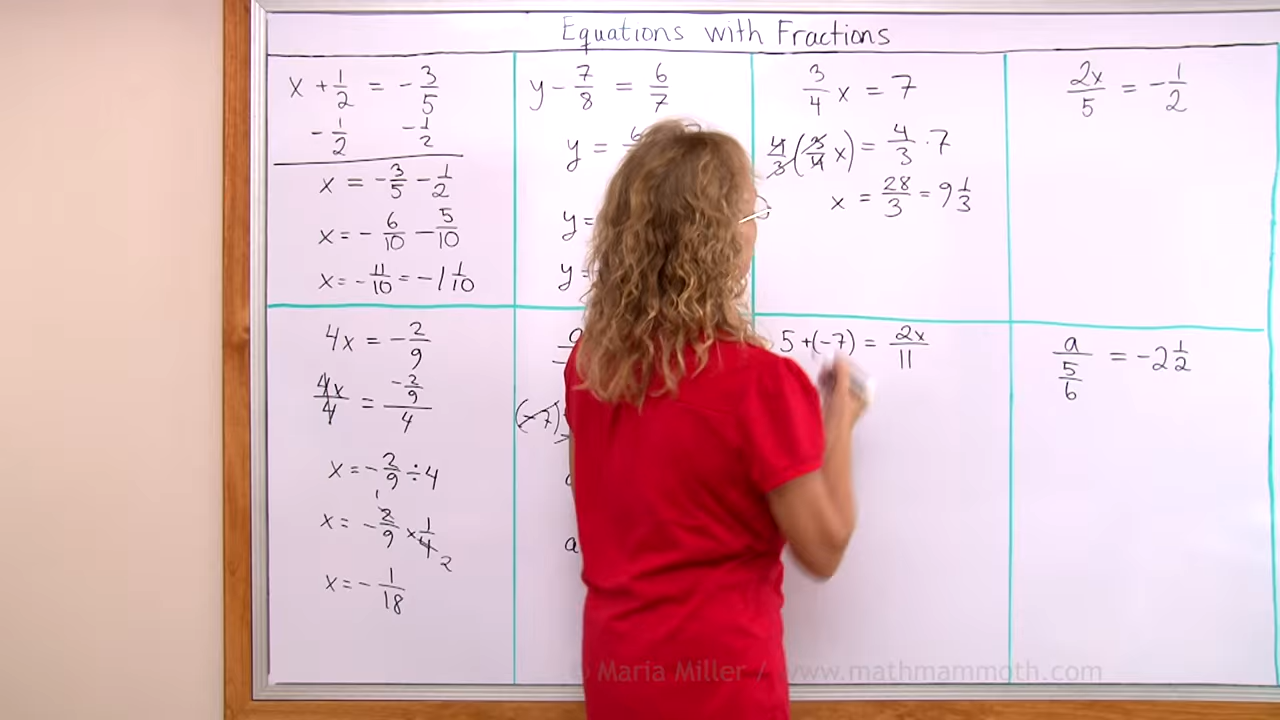 Equations with Fractions
x + 1/2 = - 3/5
- 1/2 - 1/2
x = - 3/5 - 1/2
x = - 6/10 - 5/10
x = - 11/10 = -1 1/10
y - 7/8 = 6/7
y =
y =
y =
3/4 x = 7
4/3 (3/4 x) = 4/3 · 7
x = 28/3 = 9 1/3
2x/5 = - 1/2
4x = - 2/9
4x/4 = (- 2/9)/4
x = - 2/9 ÷ 4
x = - 2/9 × 1/4
1 2
x = - 1/18
a
(-7)
a
5 + (-7) = 2x/11
a/(5/6) = -2 1/2
© Maria Miller / www.mathmammoth.com